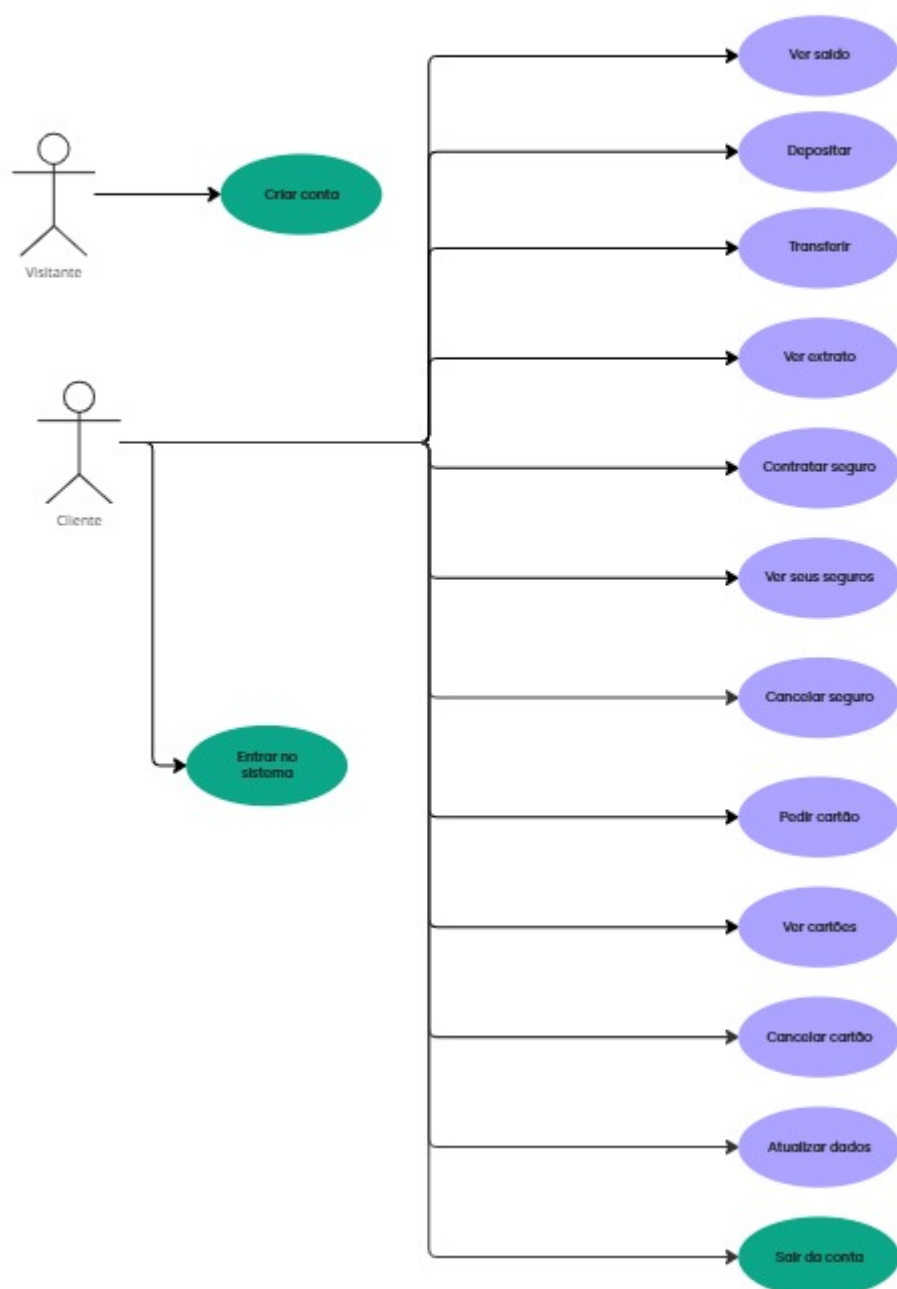 Ver saldo
Depositar
Criar conta
Transferir
Visitante
Ver extrato
Contratar seguro
Cliente
Ver seus seguros
Cancelar seguro
Entrar no
sistema
Pedir cartão
Ver cartões
Cancelar cartão
Atualizar dados
Sair da conta